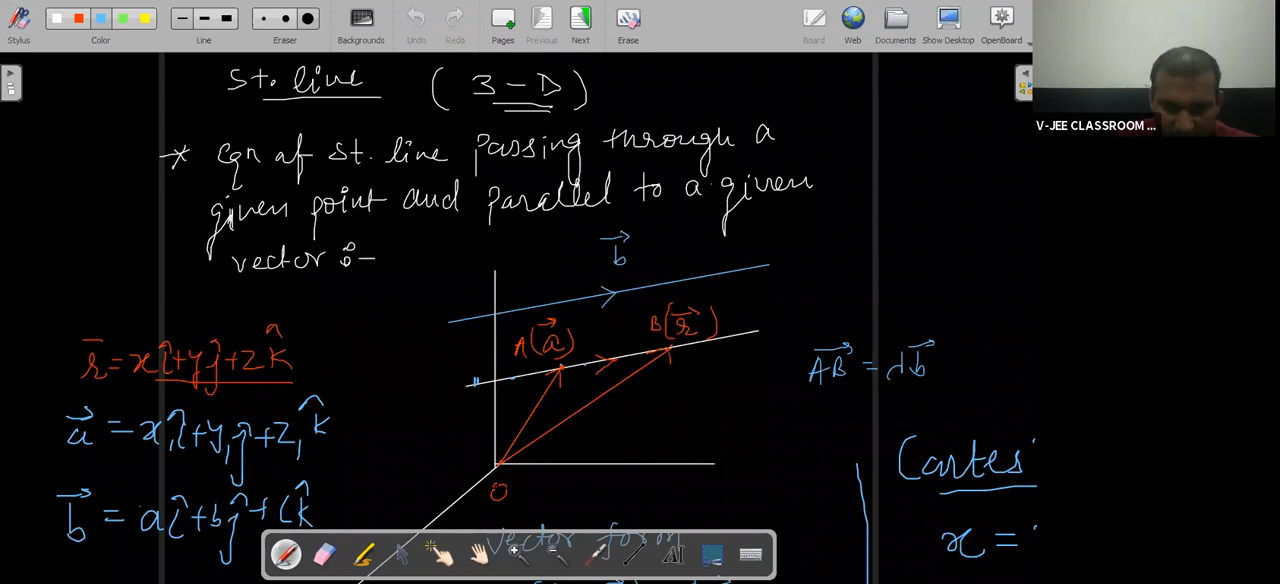 Stylus Color Line Eraser Backgrounds Undo Redo Pages Previous Next Erase Board Web Documents Show Desktop OpenBoard
V-JEE CLASSROOM ...
St. line (3-D)
* Eqn of St. line passing through a
given point and parallel to a given
vector :-
b⃗
A(a⃗) B(r⃗)
r̄ = xî+yĵ+zk̂
AB⃗ = λb⃗
a⃗ = x₁î+y₁ĵ+z₁k̂
Cartes
b⃗ = aî+bĵ+ck̂
O
vector form
x =
AI